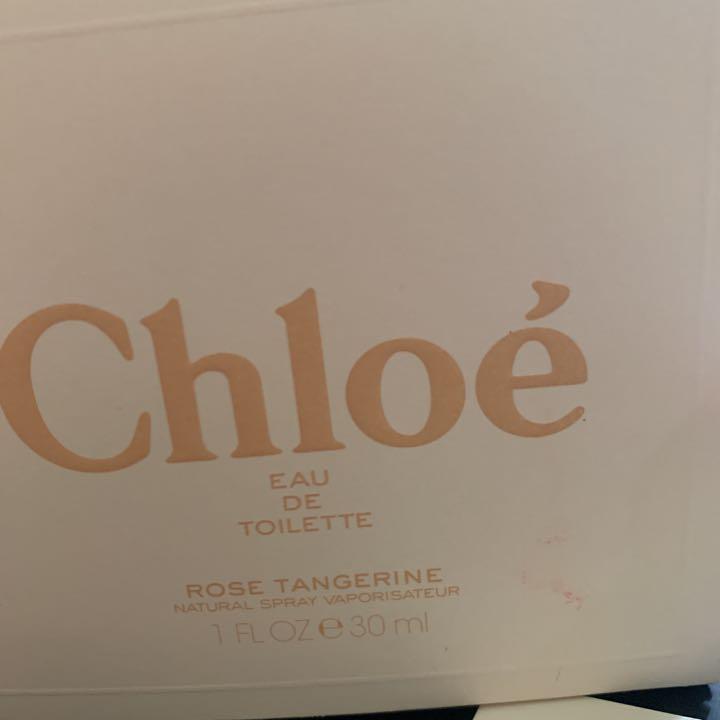 Chloé
EAU
DE
TOILETTE
ROSE TANGERINE
NATURAL SPRAY VAPORISATEUR
1 FL OZ ℮ 30 ml